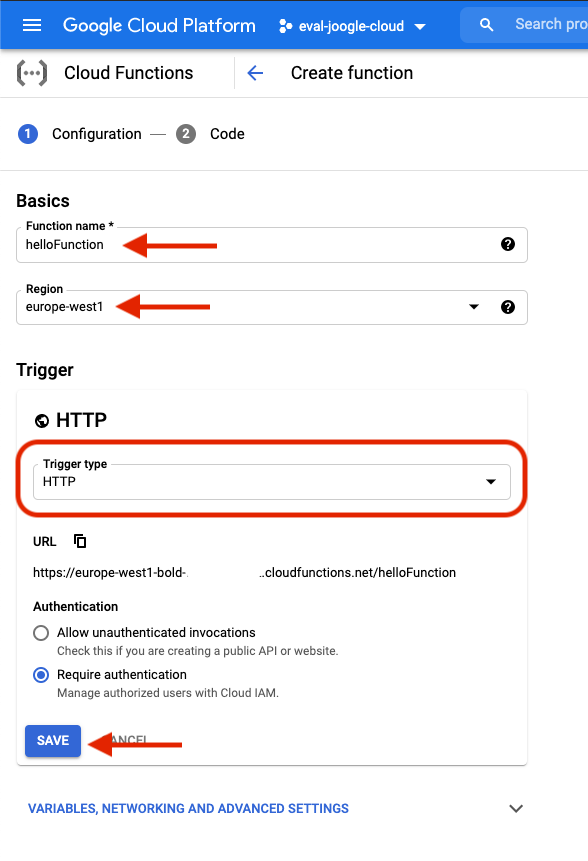 Google Cloud Platform eval-joogle-cloud Search pro
Cloud Functions Create function
1 Configuration — 2 Code
Basics
Function name *
helloFunction
Region
europe-west1
Trigger
HTTP
Trigger type
HTTP
URL
https://europe-west1-bold- ..cloudfunctions.net/helloFunction
Authentication
Allow unauthenticated invocations
Check this if you are creating a public API or website.
Require authentication
Manage authorized users with Cloud IAM.
SAVE CANCEL
VARIABLES, NETWORKING AND ADVANCED SETTINGS